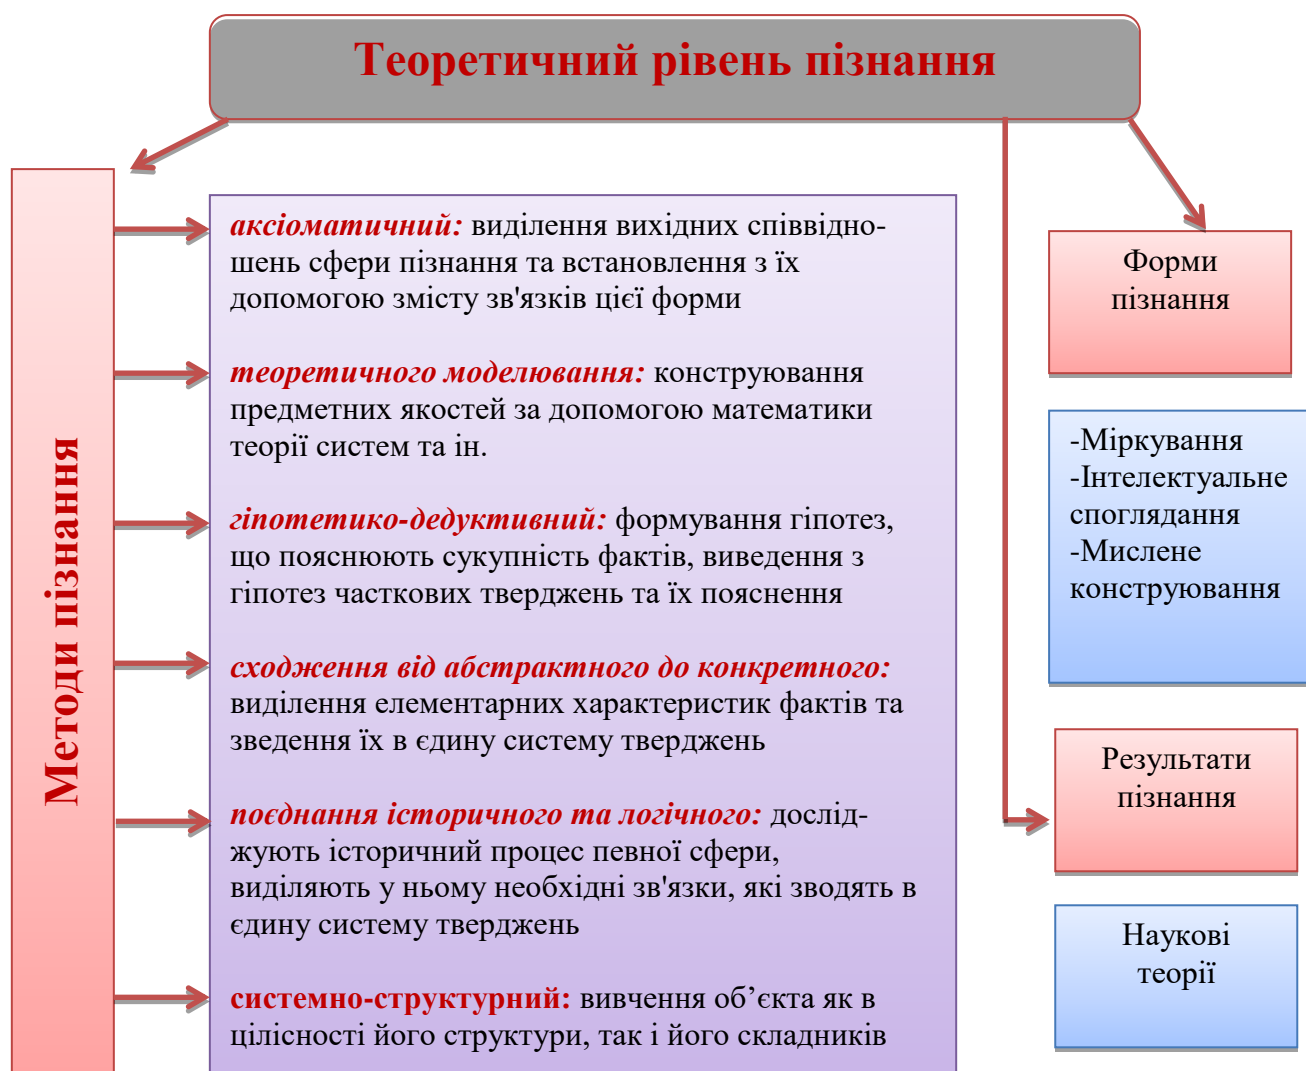 Теоретичний рівень пізнання
Методи пізнання
аксіоматичний: виділення вихідних співвідно-
шень сфери пізнання та встановлення з їх
допомогою змісту зв'язків цієї форми
теоретичного моделювання: конструювання
предметних якостей за допомогою математики
теорії систем та ін.
гіпотетико-дедуктивний: формування гіпотез,
що пояснюють сукупність фактів, виведення з
гіпотез часткових тверджень та їх пояснення
сходження від абстрактного до конкретного:
виділення елементарних характеристик фактів та
зведення їх в єдину систему тверджень
поєднання історичного та логічного: дослід-
жують історичний процес певної сфери,
виділяють у ньому необхідні зв'язки, які зводять в
єдину систему тверджень
системно-структурний: вивчення об’єкта як в
цілісності його структури, так і його складників
Форми
пізнання
-Міркування
-Інтелектуальне
споглядання
-Мислене
конструювання
Результати
пізнання
Наукові
теорії